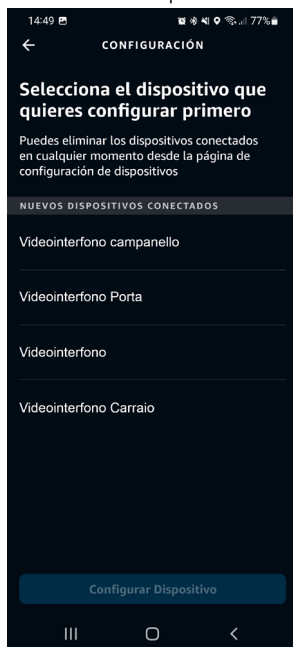 14:49 77%
CONFIGURACIÓN
Selecciona el dispositivo que
quieres configurar primero
Puedes eliminar los dispositivos conectados
en cualquier momento desde la página de
configuración de dispositivos
NUEVOS DISPOSITIVOS CONECTADOS
Videointerfono campanello
Videointerfono Porta
Videointerfono
Videointerfono Carraio
Configurar Dispositivo